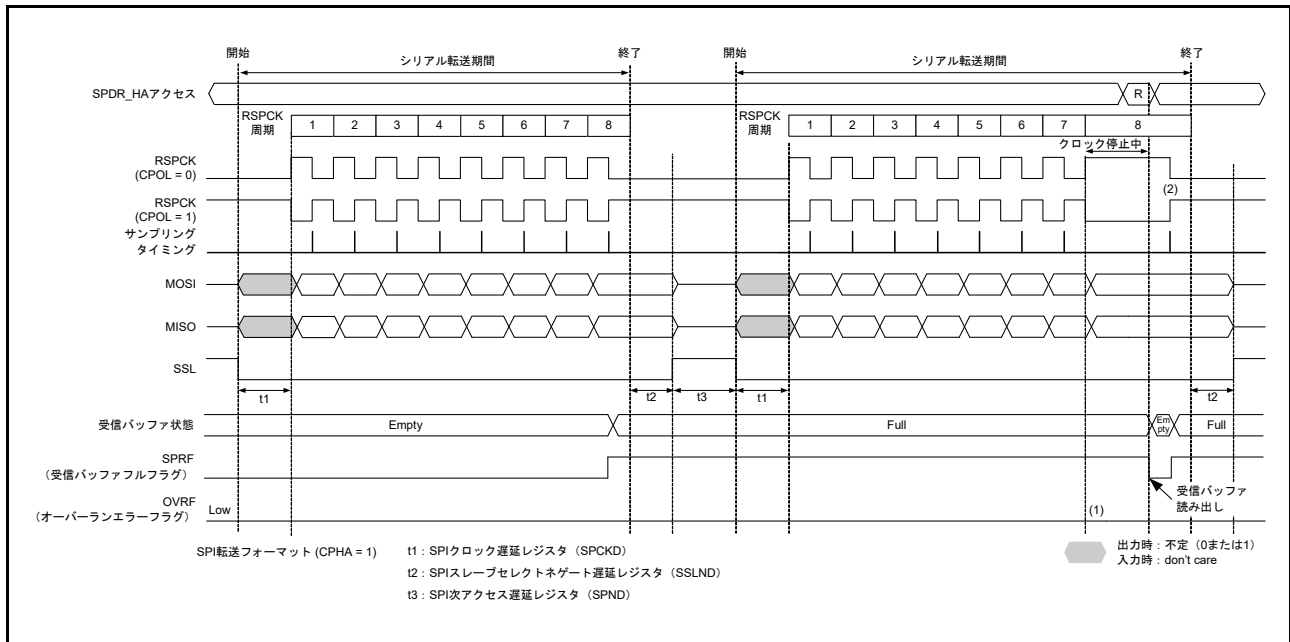 開始
シリアル転送期間
終了
開始
シリアル転送期間
終了
SPDR_HAアクセス
R
RSPCK
周期
1 2 3 4 5 6 7 8
RSPCK
周期
1 2 3 4 5 6 7 8
クロック停止中
RSPCK
(CPOL = 0)
(2)
RSPCK
(CPOL = 1)
サンプリング
タイミング
MOSI
MISO
SSL
t1 t2 t3 t1 t2
受信バッファ状態
Empty
Full
Em
pty
Full
SPRF
(受信バッファフルフラグ)
受信バッファ
読み出し
OVRF
(オーバーランエラーフラグ)
Low
(1)
SPI転送フォーマット (CPHA = 1)
t1：SPIクロック遅延レジスタ（SPCKD）
t2：SPIスレーブセレクトネゲート遅延レジスタ（SSLND）
t3：SPI次アクセス遅延レジスタ（SPND）
出力時：不定（0または1）
入力時：don't care